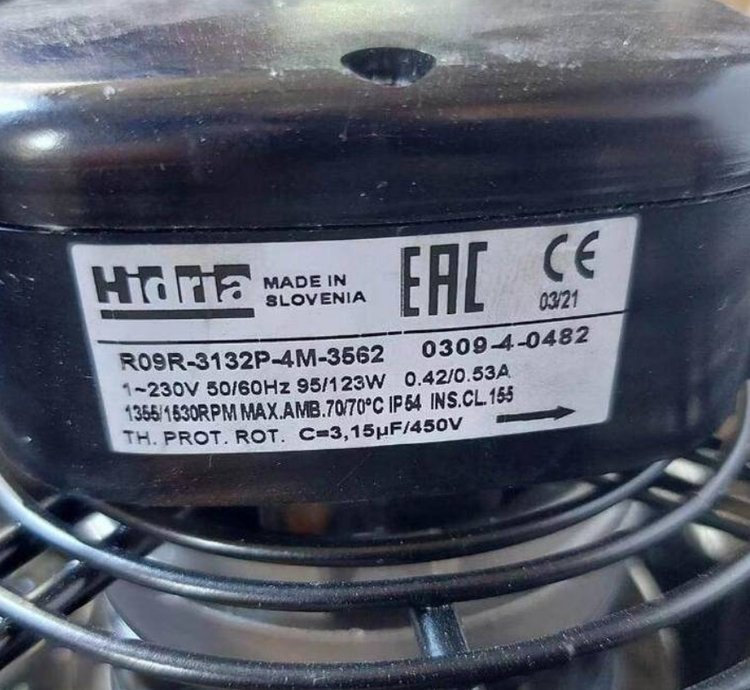 Hidria MADE IN SLOVENIA EAC CE
03/21
R09R-3132P-4M-3562 0309-4-0482
1~230V 50/60Hz 95/123W 0.42/0.53A
1355/1530RPM MAX.AMB.70/70°C IP54 INS.CL.155
TH. PROT. ROT. C=3,15µF/450V